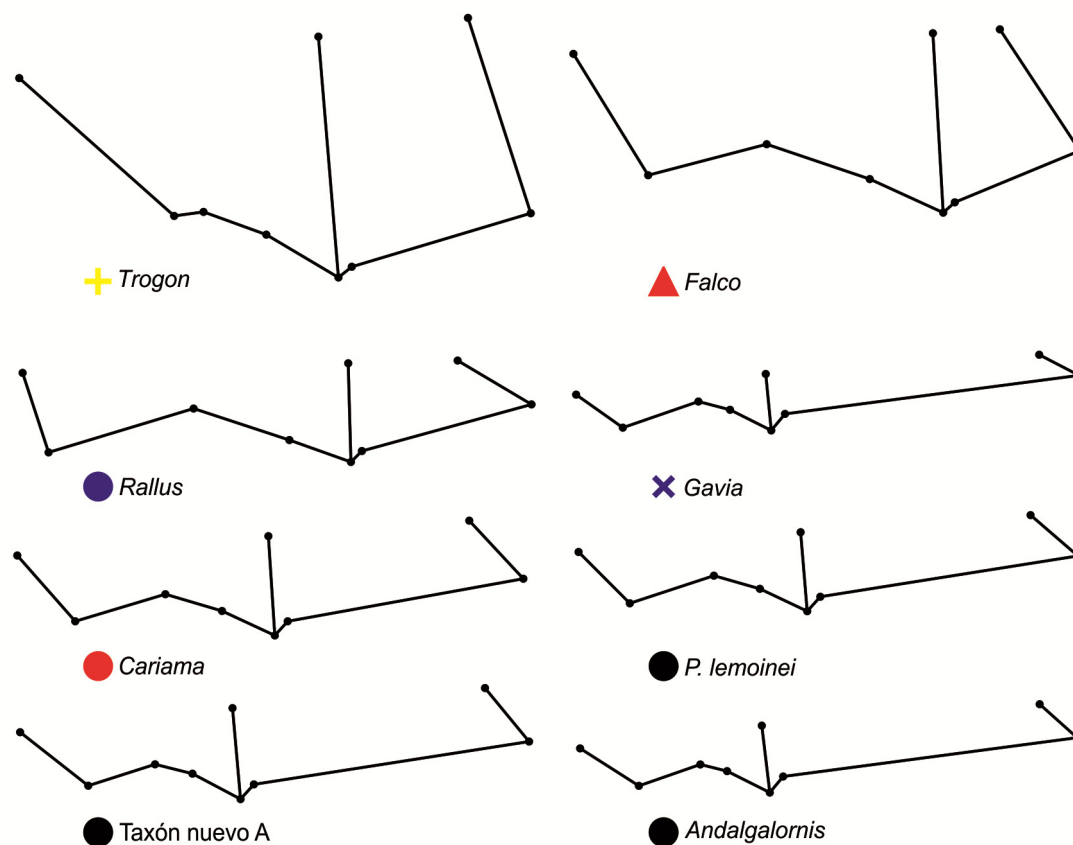 Trogon
Falco
Rallus
Gavia
Cariama
P. lemoinei
Taxón nuevo A
Andalgalornis